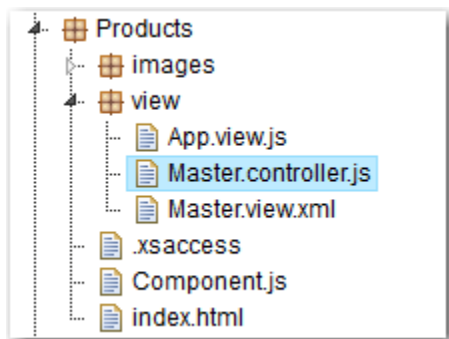 Products
images
view
App.view.js
Master.controller.js
Master.view.xml
.xsaccess
Component.js
index.html